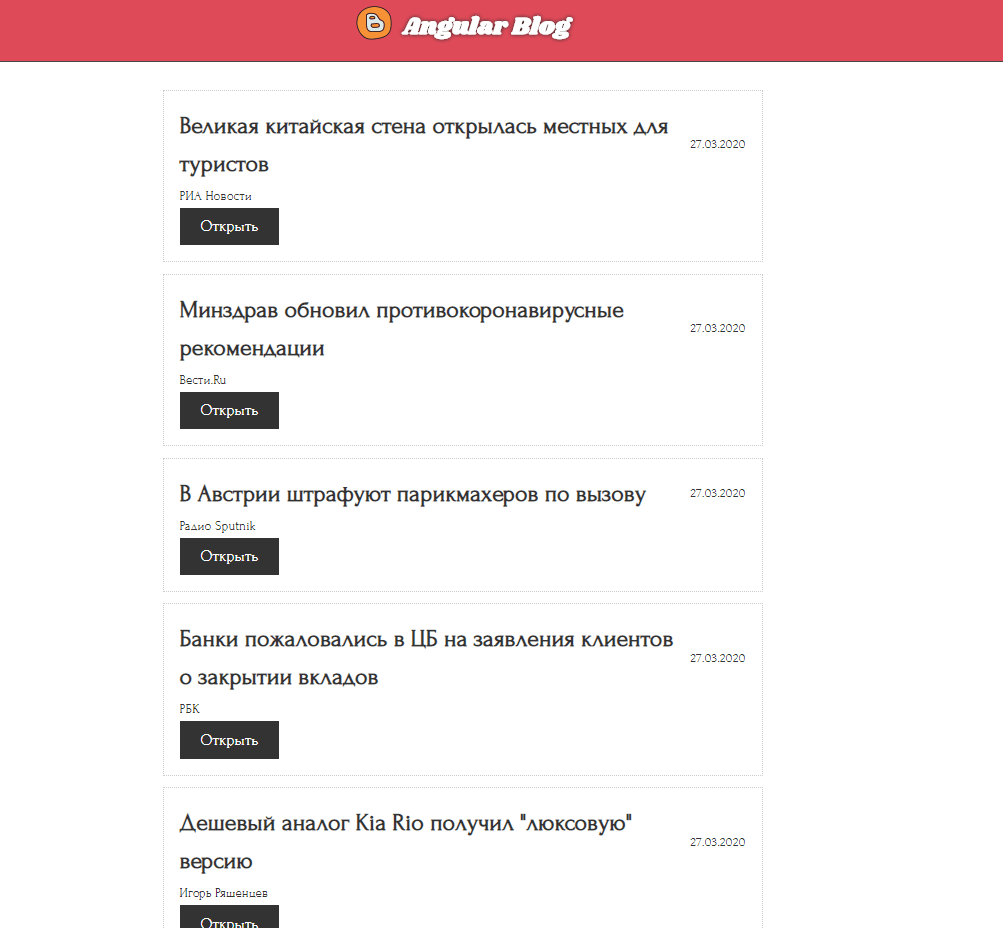 Angular Blog
Великая китайская стена открылась местных для
туристов
27.03.2020
РИА Новости
Открыть
Минздрав обновил противокоронавирусные
рекомендации
27.03.2020
Вести.Ru
Открыть
В Австрии штрафуют парикмахеров по вызову
27.03.2020
Радио Sputnik
Открыть
Банки пожаловались в ЦБ на заявления клиентов
о закрытии вкладов
27.03.2020
РБК
Открыть
Дешевый аналог Kia Rio получил "люксовую"
версию
27.03.2020
Игорь Ряшенцев
Открыть